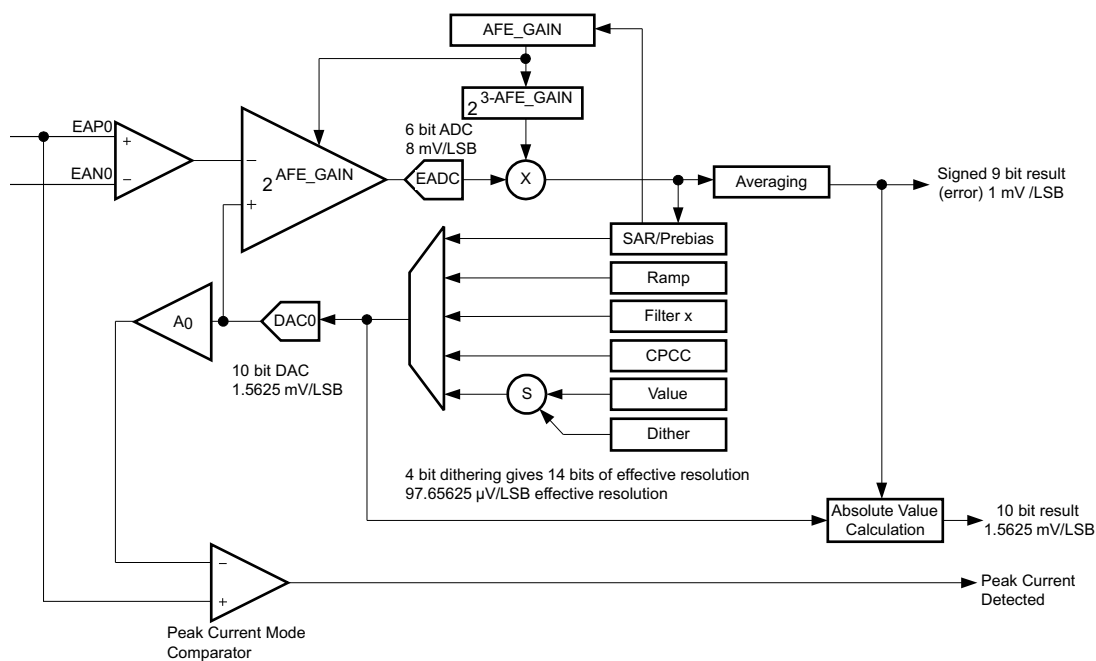 AFE_GAIN
2 3-AFE_GAIN
EAP0
+
EAN0
−
−
2 AFE_GAIN
+
6 bit ADC
8 mV/LSB
EADC
X
Averaging
Signed 9 bit result
(error) 1 mV /LSB
SAR/Prebias
Ramp
Filter x
CPCC
Value
Dither
S
A0
DAC0
10 bit DAC
1.5625 mV/LSB
4 bit dithering gives 14 bits of effective resolution
97.65625 μV/LSB effective resolution
Absolute Value
Calculation
10 bit result
1.5625 mV/LSB
−
+
Peak Current
Detected
Peak Current Mode
Comparator